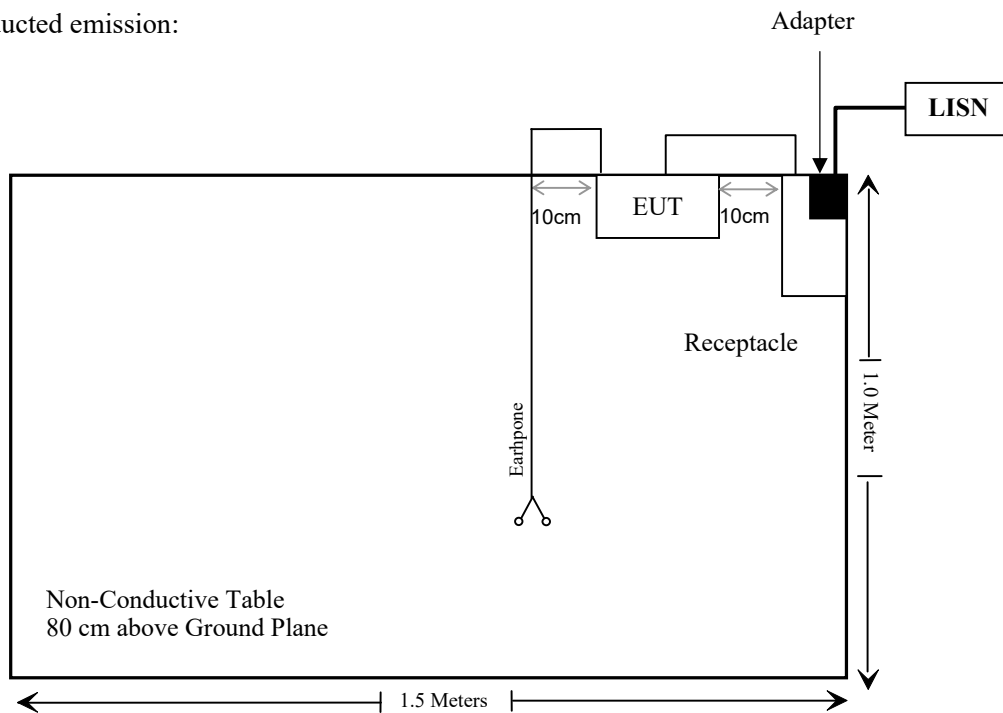 ducted emission:
Adapter
LISN
10cm
EUT
10cm
Receptacle
1.0 Meter
Earhpone
Non-Conductive Table
80 cm above Ground Plane
1.5 Meters